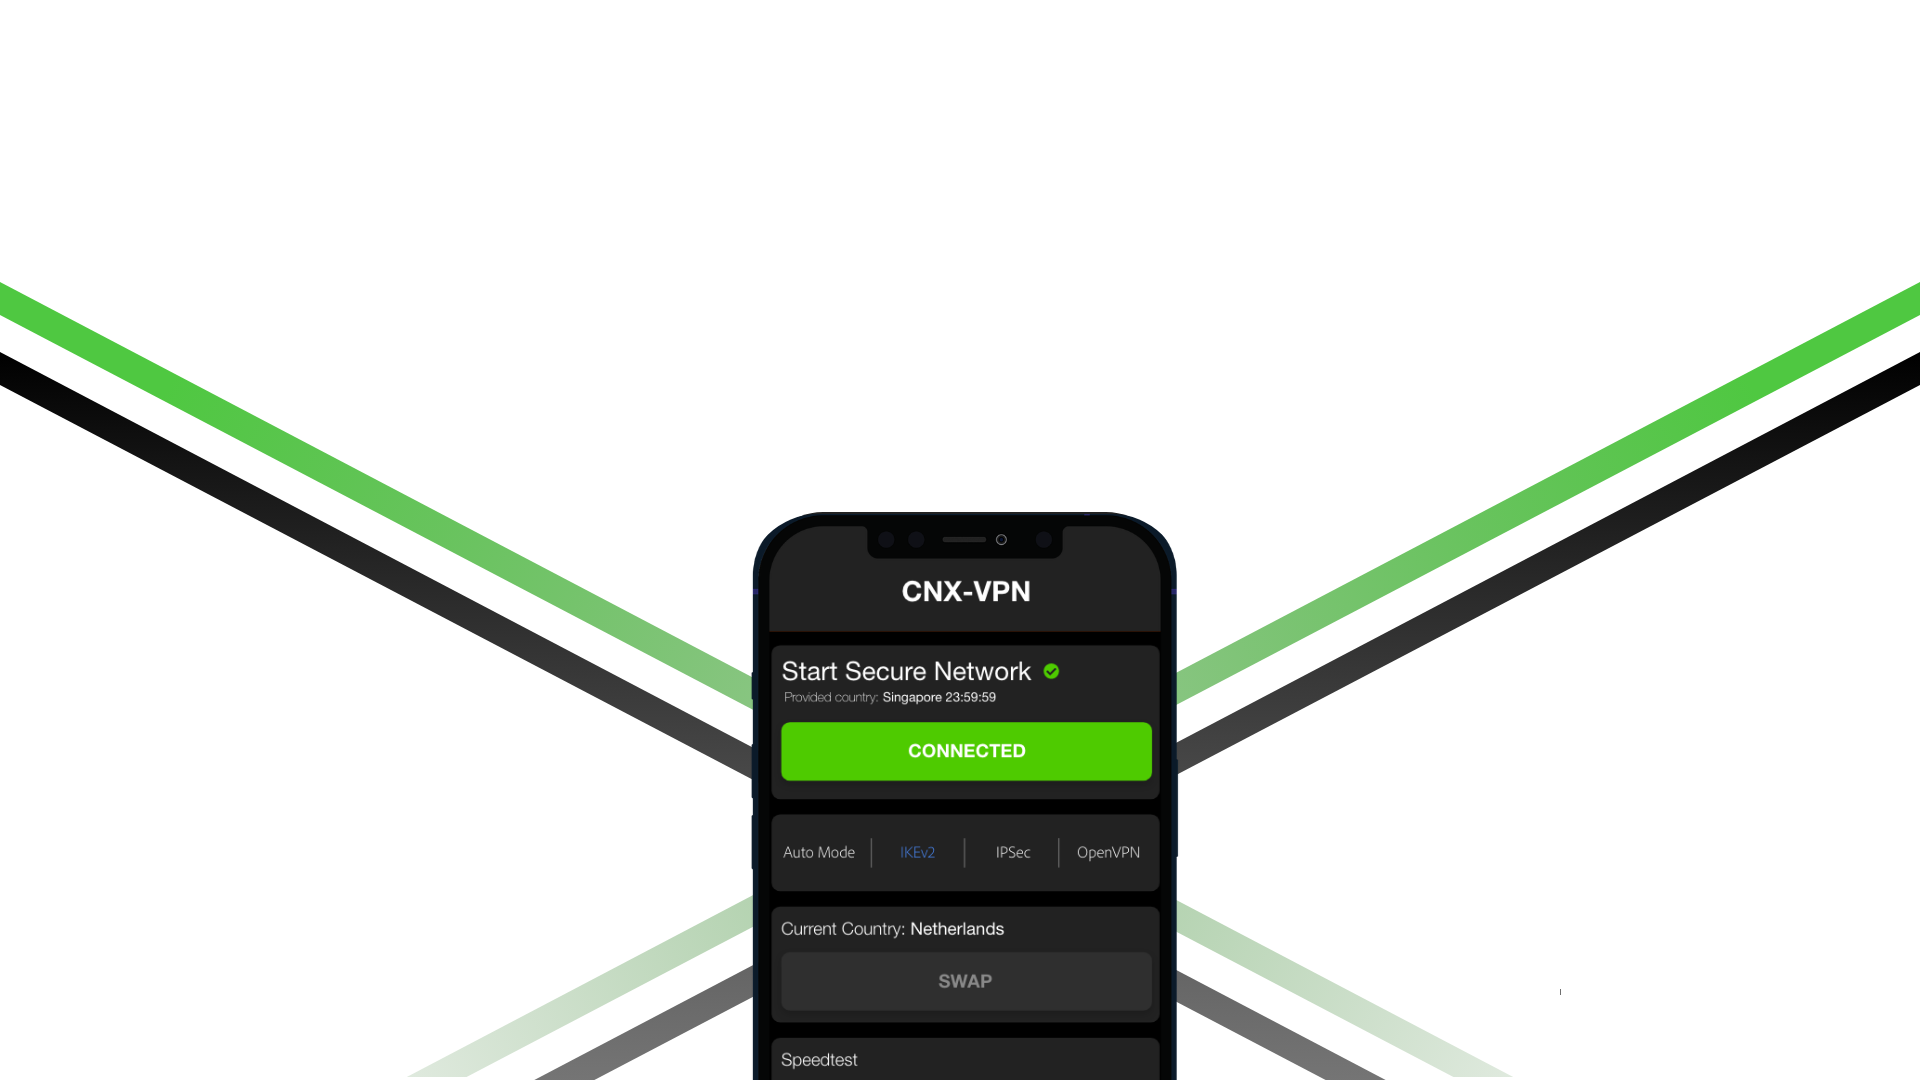 CNX-VPN
Start Secure Network
Provided country: Singapore 23:59:59
CONNECTED
Auto Mode
IKEv2
IPSec
OpenVPN
Current Country: Netherlands
SWAP
Speedtest